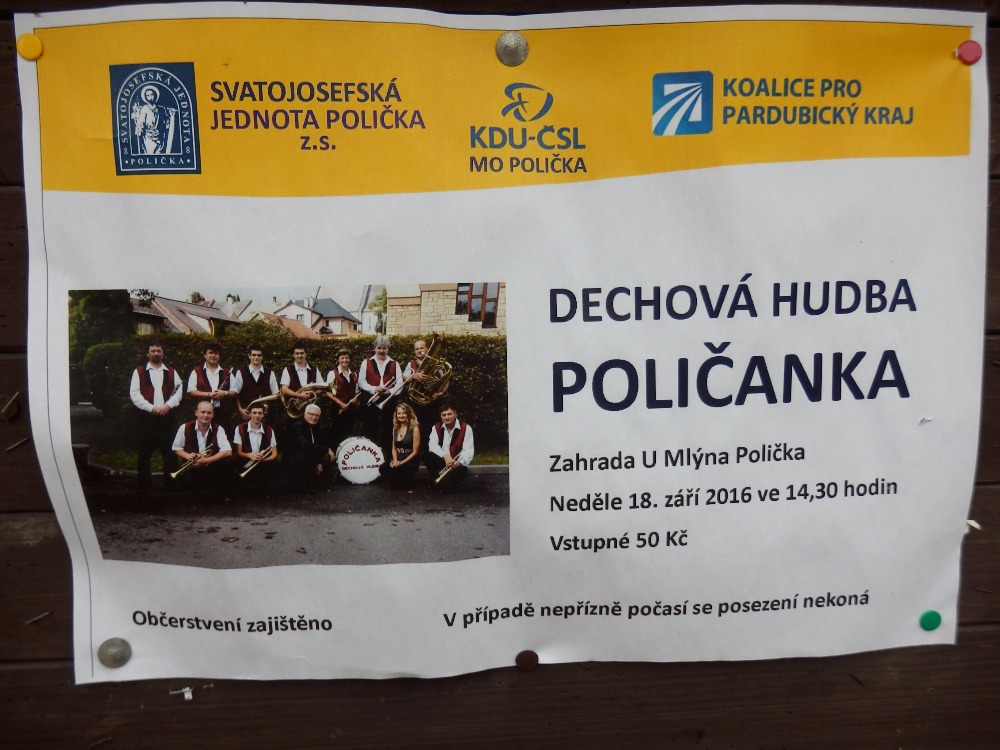 SVATOJOSEFSKÁ JEDNOTA
POLIČKA
SVATOJOSEFSKÁ
JEDNOTA POLIČKA
z.s.
KDU-ČSL
MO POLIČKA
KOALICE PRO
PARDUBICKÝ KRAJ
DECHOVÁ HUDBA
POLIČANKA
POLIČANKA
DECHOVÁ HUDBA
Zahrada U Mlýna Polička
Neděle 18. září 2016 ve 14,30 hodin
Vstupné 50 Kč
Občerstvení zajištěno
V případě nepřízně počasí se posezení nekoná